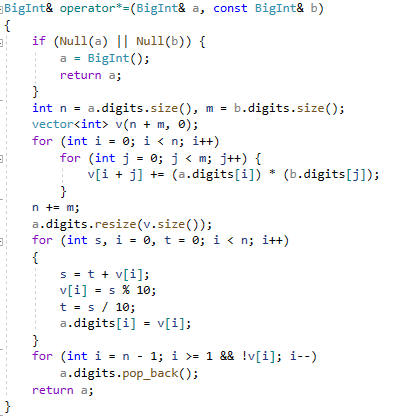 BigInt& operator*=(BigInt& a, const BigInt& b)
{
    if (Null(a) || Null(b)) {
        a = BigInt();
        return a;
    }
    int n = a.digits.size(), m = b.digits.size();
    vector<int> v(n + m, 0);
    for (int i = 0; i < n; i++)
        for (int j = 0; j < m; j++) {
            v[i + j] += (a.digits[i]) * (b.digits[j]);
        }
    n += m;
    a.digits.resize(v.size());
    for (int s, i = 0, t = 0; i < n; i++)
    {
        s = t + v[i];
        v[i] = s % 10;
        t = s / 10;
        a.digits[i] = v[i];
    }
    for (int i = n - 1; i >= 1 && !v[i]; i--)
        a.digits.pop_back();
    return a;
}